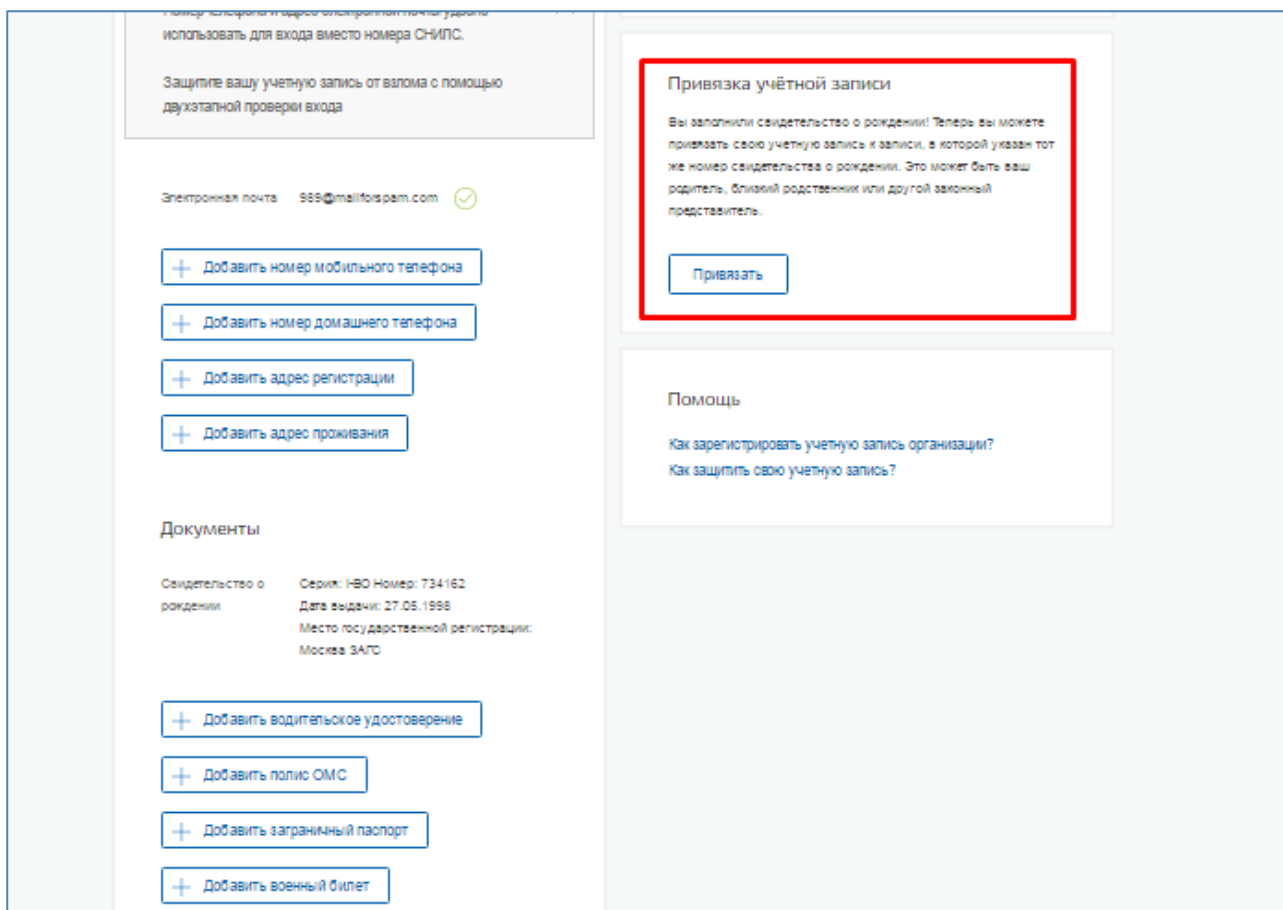 использовать для входа вместо номера СНИЛС.
Защитите вашу учетную запись от взлома с помощью
двухэтапной проверки входа
Электронная почта 989@mailforspam.com
Добавить номер мобильного телефона
Добавить номер домашнего телефона
Добавить адрес регистрации
Добавить адрес проживания
Документы
Свидетельство о
рождении
Серия: I-ВО Номер: 734162
Дата выдачи: 27.05.1998
Место государственной регистрации:
Москва ЗАГС
Добавить водительское удостоверение
Добавить полис ОМС
Добавить заграничный паспорт
Добавить военный билет
Привязка учётной записи
Вы заполнили свидетельство о рождении! Теперь вы можете
привязать свою учетную запись к записи, в которой указан тот
же номер свидетельства о рождении. Это может быть ваш
родитель, близкий родственник или другой законный
представитель.
Привязать
Помощь
Как зарегистрировать учетную запись организации?
Как защитить свою учетную запись?